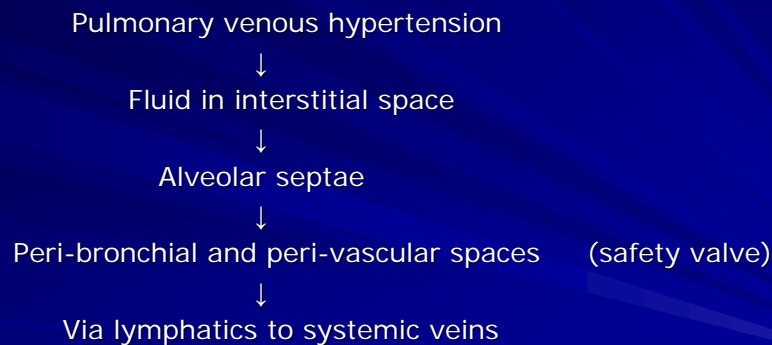 Pulmonary venous hypertension
↓
Fluid in interstitial space
↓
Alveolar septae
↓
Peri-bronchial and peri-vascular spaces (safety valve)
↓
Via lymphatics to systemic veins